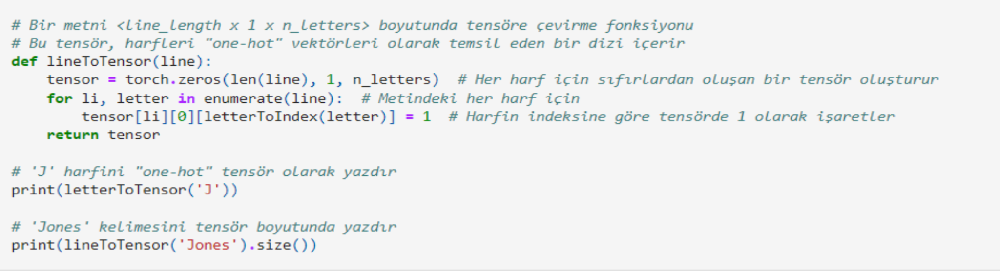 # Bir metni <line_length x 1 x n_letters> boyutunda tensöre çevirme fonksiyonu
# Bu tensör, harfleri "one-hot" vektörleri olarak temsil eden bir dizi içerir
def lineToTensor(line):
    tensor = torch.zeros(len(line), 1, n_letters)  # Her harf için sıfırlardan oluşan bir tensör oluşturur
    for li, letter in enumerate(line):  # Metindeki her harf için
        tensor[li][0][letterToIndex(letter)] = 1  # Harfin indeksine göre tensörde 1 olarak işaretler
    return tensor
# 'J' harfini "one-hot" tensör olarak yazdır
print(letterToTensor('J'))
# 'Jones' kelimesini tensör boyutunda yazdır
print(lineToTensor('Jones').size())